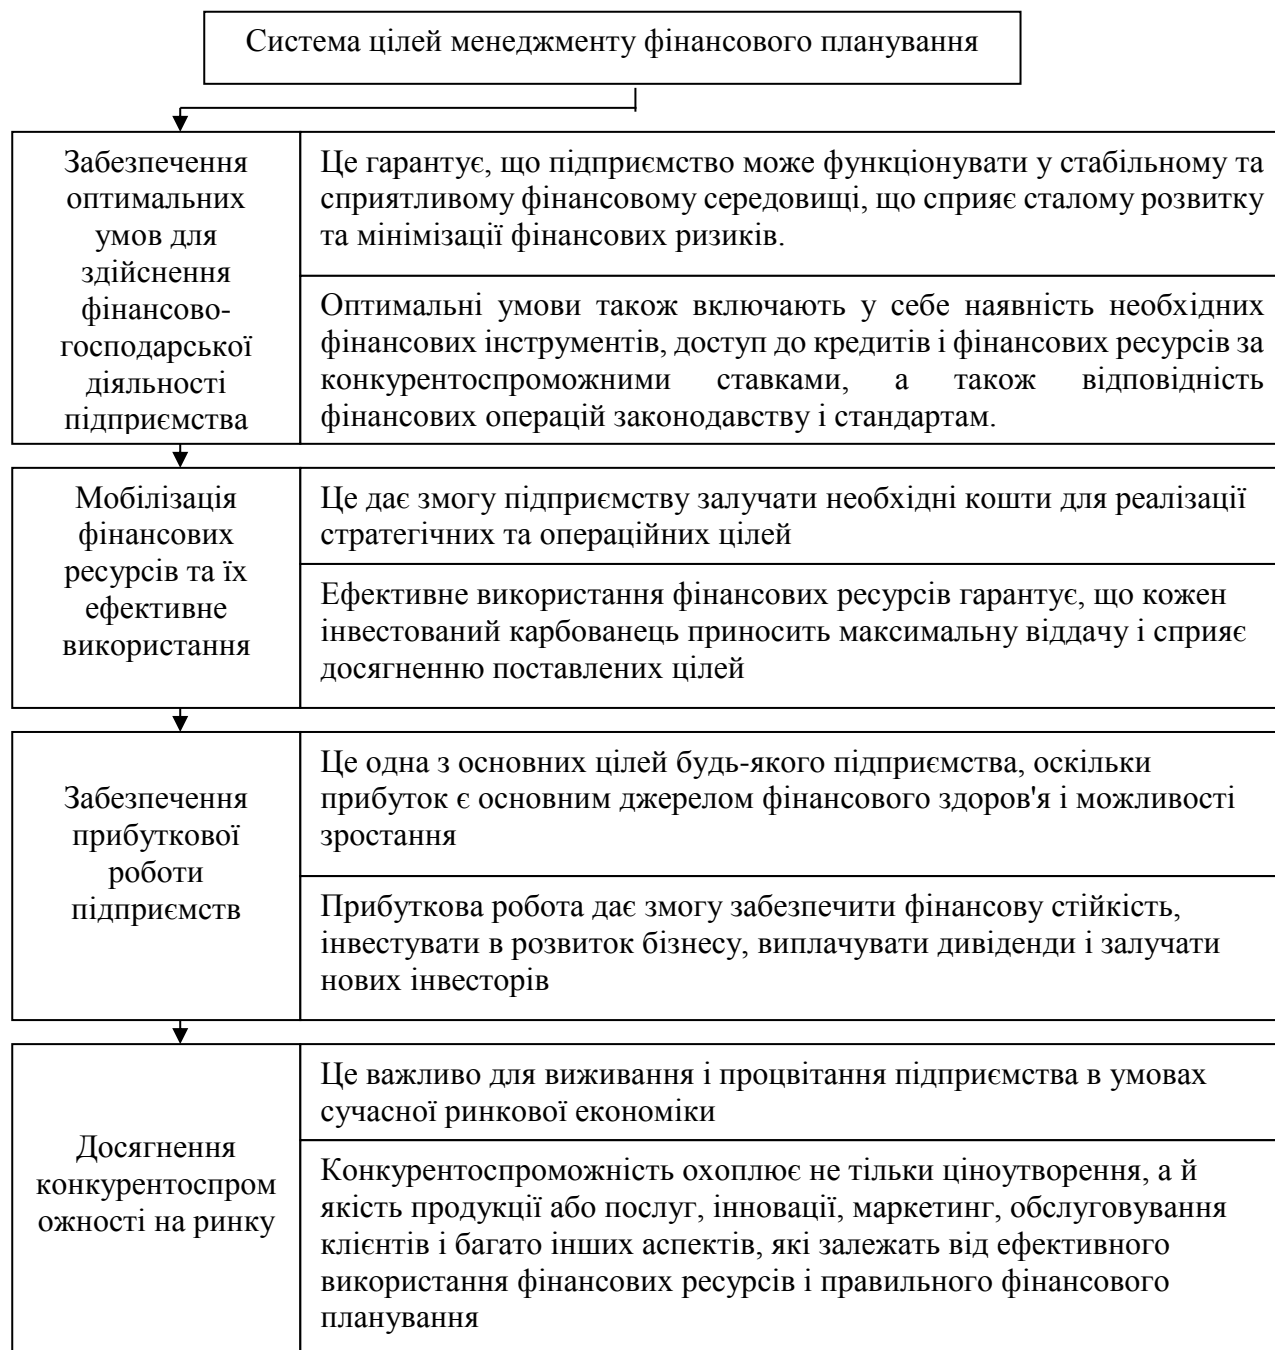 Система цілей менеджменту фінансового планування
Забезпечення
оптимальних
умов для
здійснення
фінансово-
господарської
діяльності
підприємства
Це гарантує, що підприємство може функціонувати у стабільному та
сприятливому фінансовому середовищі, що сприяє сталому розвитку
та мінімізації фінансових ризиків.
Оптимальні умови також включають у себе наявність необхідних
фінансових інструментів, доступ до кредитів і фінансових ресурсів за
конкурентоспроможними ставками, а також відповідність
фінансових операцій законодавству і стандартам.
Мобілізація
фінансових
ресурсів та їх
ефективне
використання
Це дає змогу підприємству залучати необхідні кошти для реалізації
стратегічних та операційних цілей
Ефективне використання фінансових ресурсів гарантує, що кожен
інвестований карбованець приносить максимальну віддачу і сприяє
досягненню поставлених цілей
Забезпечення
прибуткової
роботи
підприємств
Це одна з основних цілей будь-якого підприємства, оскільки
прибуток є основним джерелом фінансового здоров'я і можливості
зростання
Прибуткова робота дає змогу забезпечити фінансову стійкість,
інвестувати в розвиток бізнесу, виплачувати дивіденди і залучати
нових інвесторів
Досягнення
конкурентоспром
ожності на ринку
Це важливо для виживання і процвітання підприємства в умовах
сучасної ринкової економіки
Конкурентоспроможність охоплює не тільки ціноутворення, а й
якість продукції або послуг, інновації, маркетинг, обслуговування
клієнтів і багато інших аспектів, які залежать від ефективного
використання фінансових ресурсів і правильного фінансового
планування